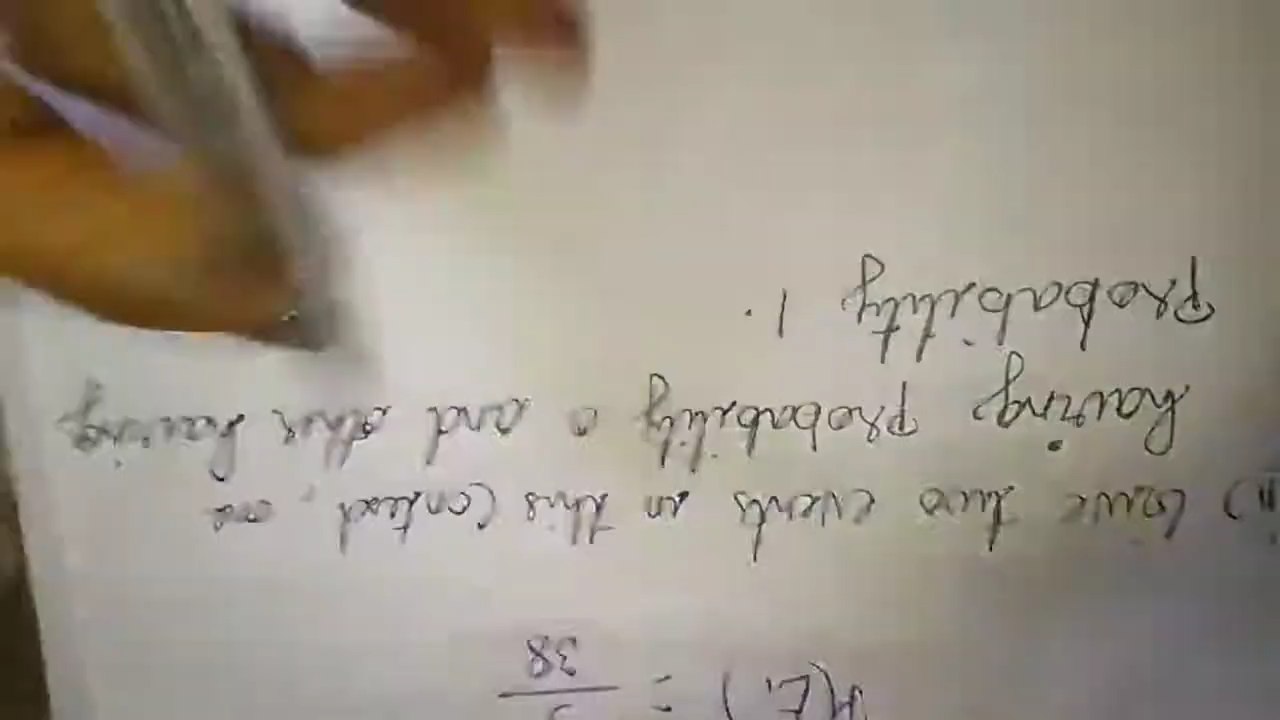 P(E₁) = 
38
ii) Give two events in this context, one
having probability 0 and other having
Probability 1.